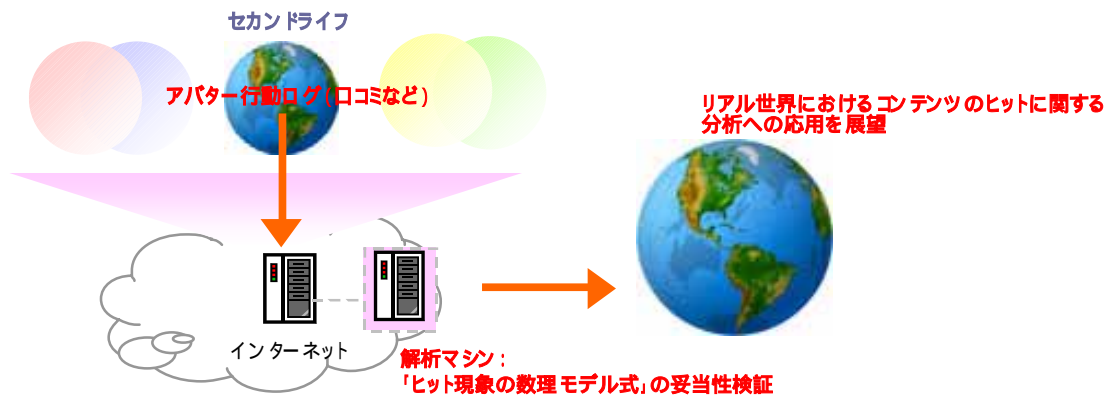 セカンドライフ
アバター行動ログ(口コミなど)
リアル世界におけるコンテンツのヒットに関する
分析への応用を展望
インターネット
解析マシン:
「ヒット現象の数理モデル式」の妥当性検証